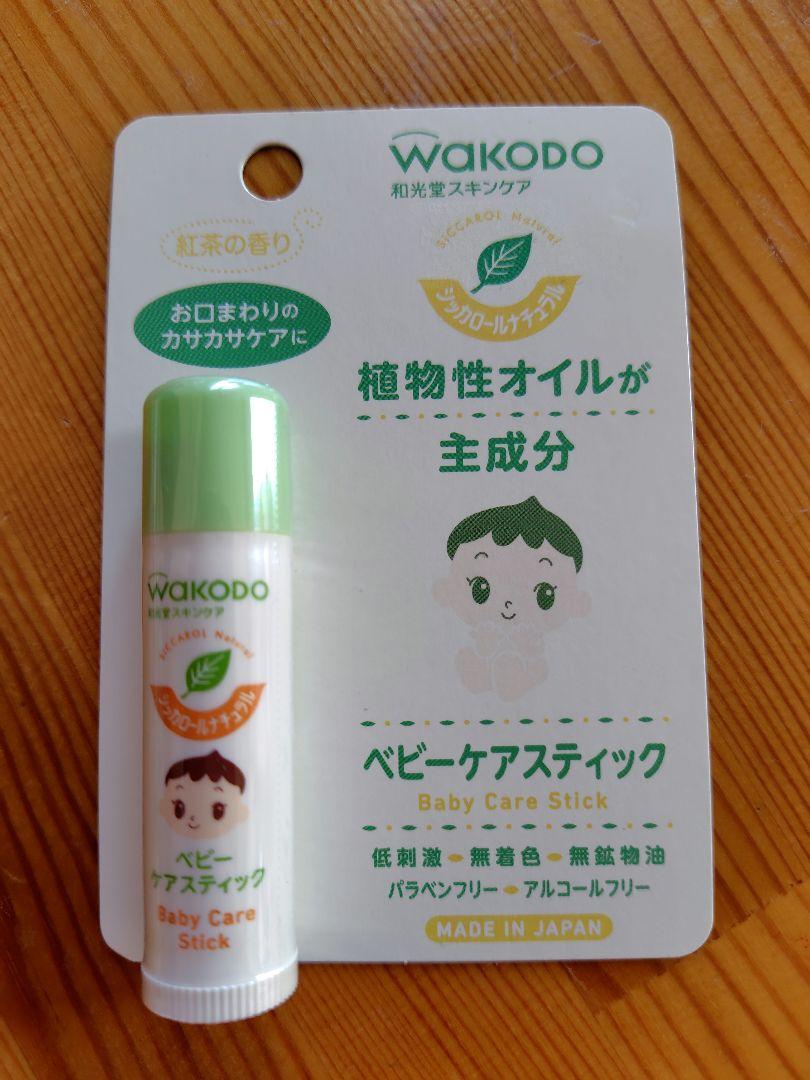 WAKODO
和光堂スキンケア
紅茶の香り
SICCAROL Natural
シッカロールナチュラル
お口まわりの
カサカサケアに
植物性オイルが
主成分
ベビーケアスティック
Baby Care Stick
低刺激 無着色 無鉱物油
パラベンフリー アルコールフリー
MADE IN JAPAN
WAKODO
和光堂スキンケア
SICCAROL Natural
シッカロールナチュラル
ベビー
ケアスティック
Baby Care
Stick